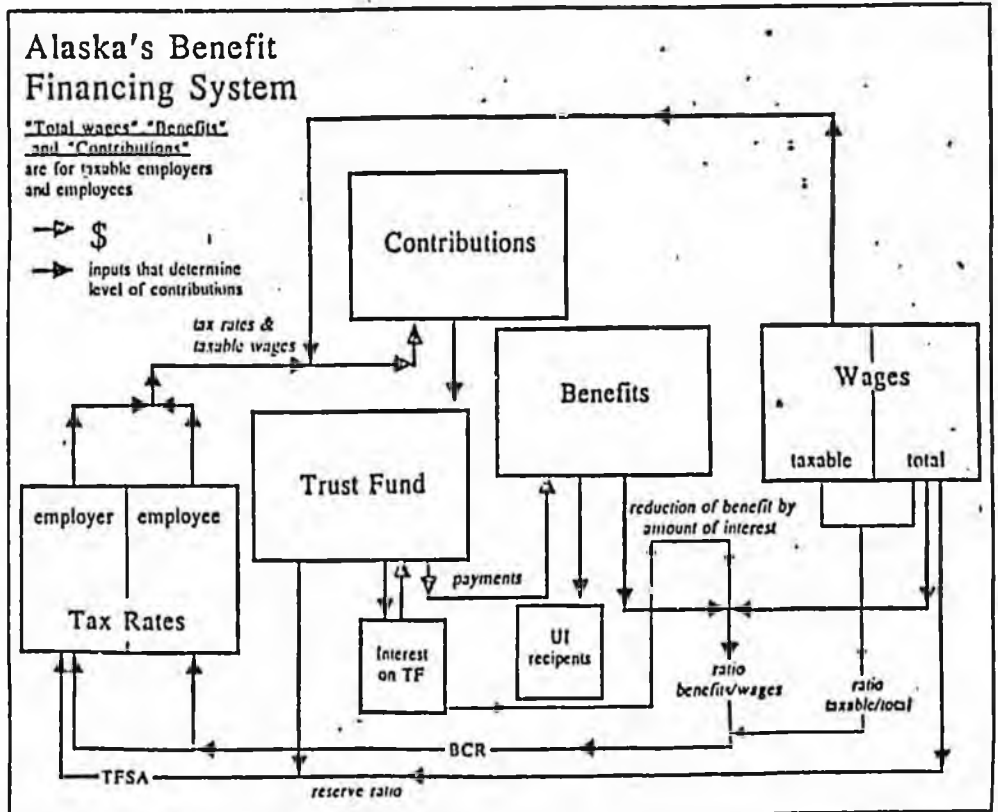 Alaska's Benefit
Financing System
"Total wages" "Benefits"
and "Contributions"
are for taxable employers
and employees
$
inputs that determine
level of contributions
tax rates &
taxable wages
Contributions
Benefits
Wages
taxable total
Trust Fund
employer employee
Tax Rates
payments
reduction of benefit by
amount of interest
Interest
on TF
UI
recipents
ratio
benefits/wages
ratio
taxable/total
BCR
TFSA
reserve ratio